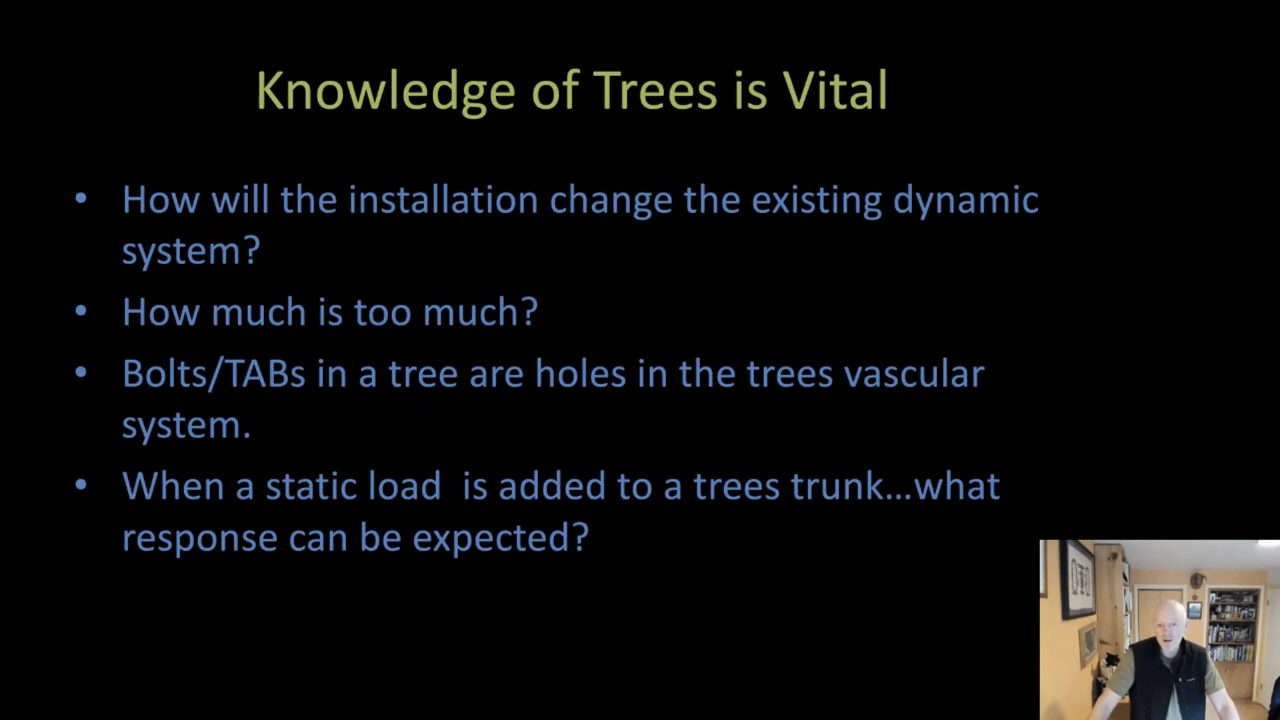 Knowledge of Trees is Vital
• How will the installation change the existing dynamic
system?
• How much is too much?
• Bolts/TABs in a tree are holes in the trees vascular
system.
• When a static load  is added to a trees trunk...what
response can be expected?